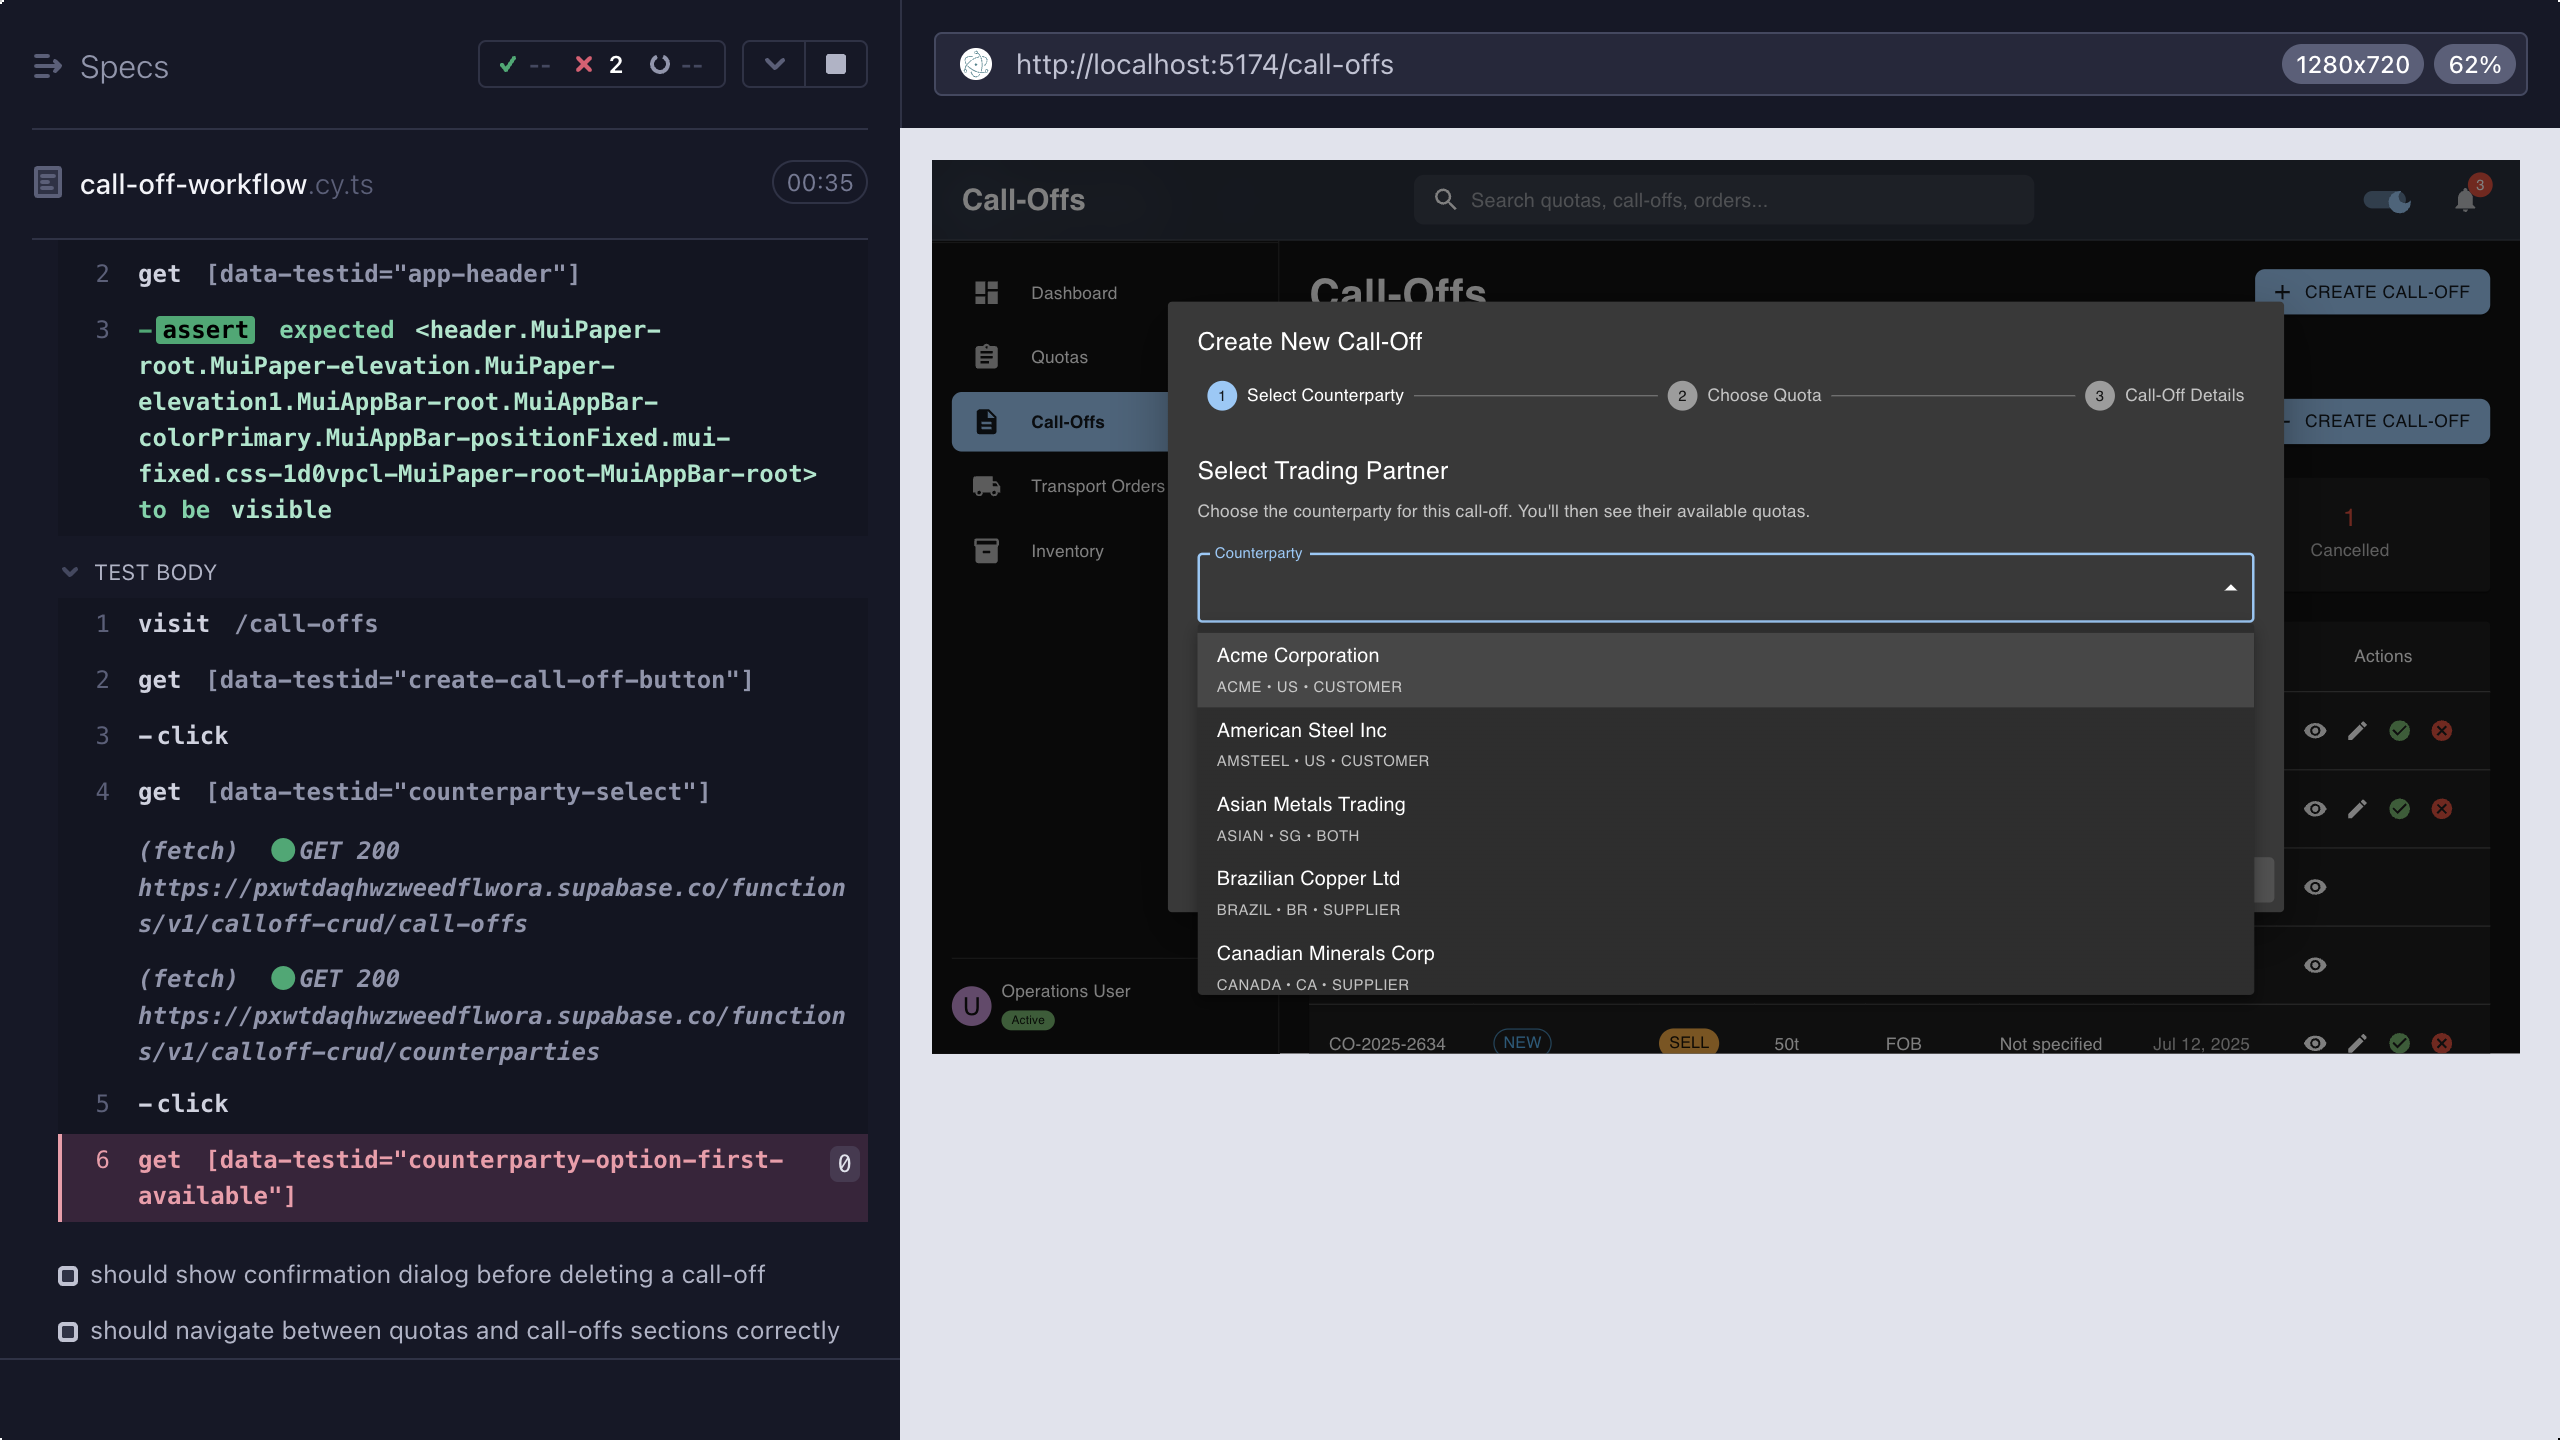 Specs
-- 2 --
call-off-workflow.cy.ts
00:35
2 get [data-testid="app-header"]
3 -assert expected <header.MuiPaper-
root.MuiPaper-elevation.MuiPaper-
elevation1.MuiAppBar-root.MuiAppBar-
colorPrimary.MuiAppBar-positionFixed.mui-
fixed.css-1d0vpcl-MuiPaper-root-MuiAppBar-root>
to be visible
TEST BODY
1 visit /call-offs
2 get [data-testid="create-call-off-button"]
3 -click
4 get [data-testid="counterparty-select"]
(fetch) GET 200
https://pxwtdaqhwzweedflwora.supabase.co/function
s/v1/calloff-crud/call-offs
(fetch) GET 200
https://pxwtdaqhwzweedflwora.supabase.co/function
s/v1/calloff-crud/counterparties
5 -click
6 get [data-testid="counterparty-option-first-
available"]
0
should show confirmation dialog before deleting a call-off
should navigate between quotas and call-offs sections correctly
http://localhost:5174/call-offs
1280x720
62%
Call-Offs
Search quotas, call-offs, orders...
3
Dashboard
Quotas
Call-Offs
Transport Orders
Inventory
Operations User
U
Active
Call-Offs
+ CREATE CALL-OFF
CREATE CALL-OFF
1
Cancelled
Actions
Create New Call-Off
1 Select Counterparty
2 Choose Quota
3 Call-Off Details
Select Trading Partner
Choose the counterparty for this call-off. You'll then see their available quotas.
Counterparty
Acme Corporation
ACME • US • CUSTOMER
American Steel Inc
AMSTEEL • US • CUSTOMER
Asian Metals Trading
ASIAN • SG • BOTH
Brazilian Copper Ltd
BRAZIL • BR • SUPPLIER
Canadian Minerals Corp
CANADA • CA • SUPPLIER
CO-2025-2634 NEW SELL 50t FOB Not specified Jul 12, 2025